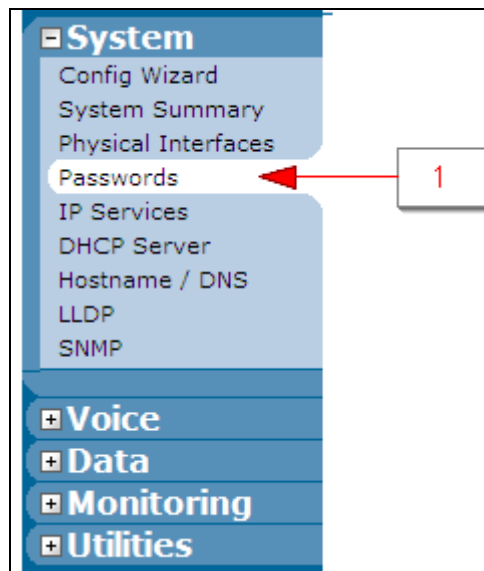 System
Config Wizard
System Summary
Physical Interfaces
Passwords
1
IP Services
DHCP Server
Hostname / DNS
LLDP
SNMP
Voice
Data
Monitoring
Utilities